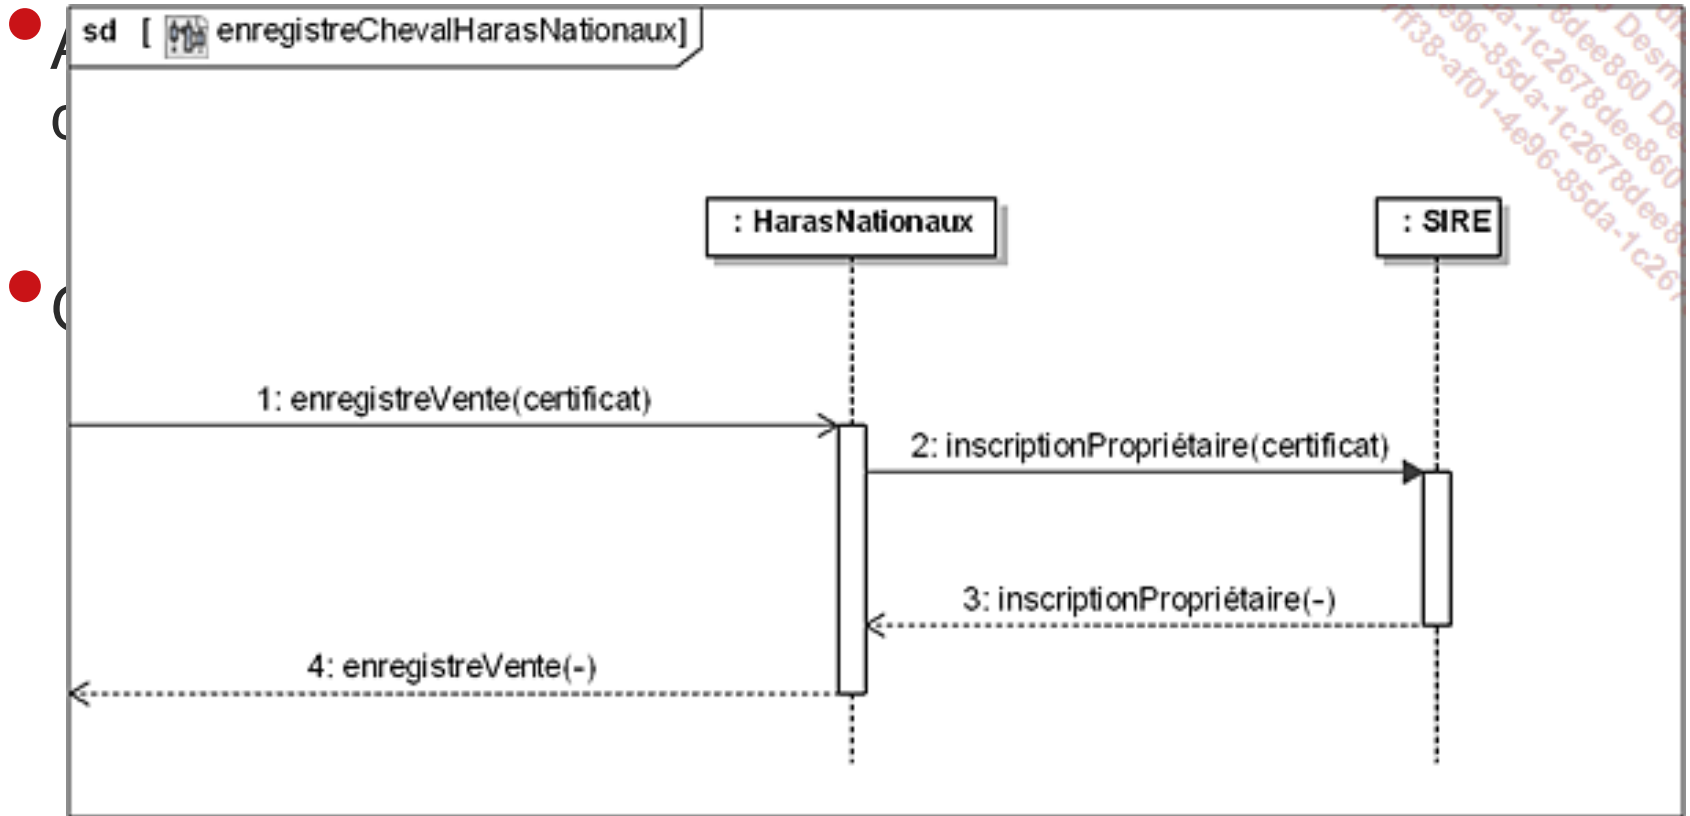 sd [ enregistreChevalHarasNationaux]
: HarasNationaux
: SIRE
1: enregistreVente(certificat)
2: inscriptionPropriétaire(certificat)
3: inscriptionPropriétaire(-)
4: enregistreVente(-)